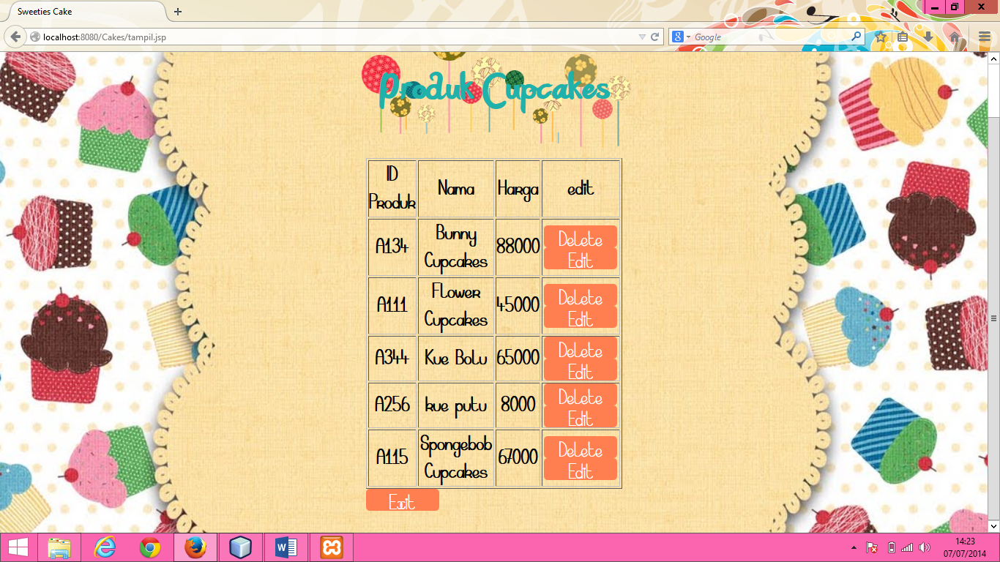 Sweeties Cake
localhost:8080/Cakes/tampil.jsp
Google
Produk Cupcakes
ID Produk
Nama
Harga
edit
A134
Bunny Cupcakes
88000
Delete
Edit
A111
Flower Cupcakes
45000
Delete
Edit
A344
Kue Bolu
65000
Delete
Edit
A256
kue putu
8000
Delete
Edit
A115
Spongebob Cupcakes
67000
Delete
Edit
Exit
14:23
07/07/2014